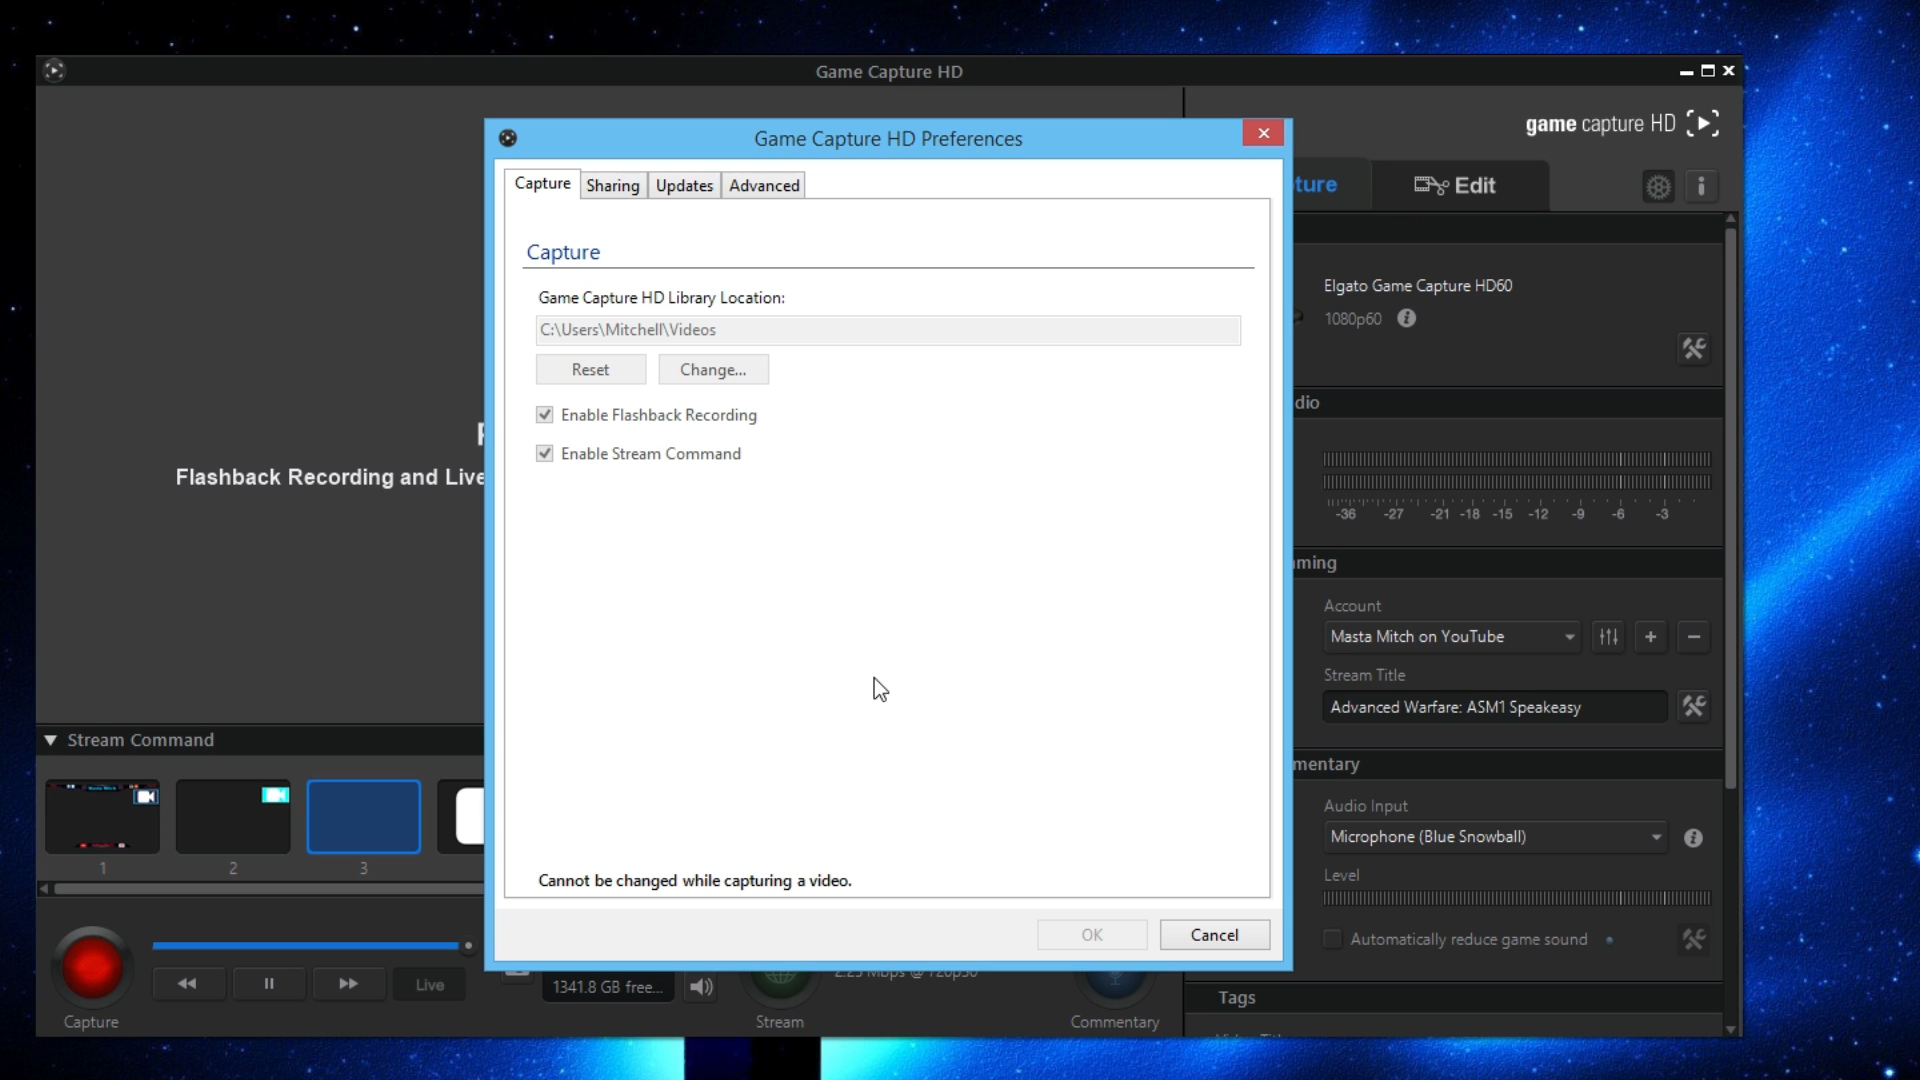 Game Capture HD
game capture HD
Game Capture HD Preferences
Capture
Sharing
Updates
Advanced
Capture
Game Capture HD Library Location:
C:\Users\Mitchell\Videos
Reset
Change...
Enable Flashback Recording
Enable Stream Command
Cannot be changed while capturing a video.
OK
Cancel
Flashback Recording and Live
ture
Edit
Elgato Game Capture HD60
1080p60
dio
-36 -27 -21 -18 -15 -12 -9 -6 -3
ming
Account
Masta Mitch on YouTube
Stream Title
Advanced Warfare: ASM1 Speakeasy
mentary
Audio Input
Microphone (Blue Snowball)
Level
Automatically reduce game sound
Tags
Stream Command
1
2
3
Live
1341.8 GB free...
2.25 Mbps @ 720p30
Capture
Stream
Commentary